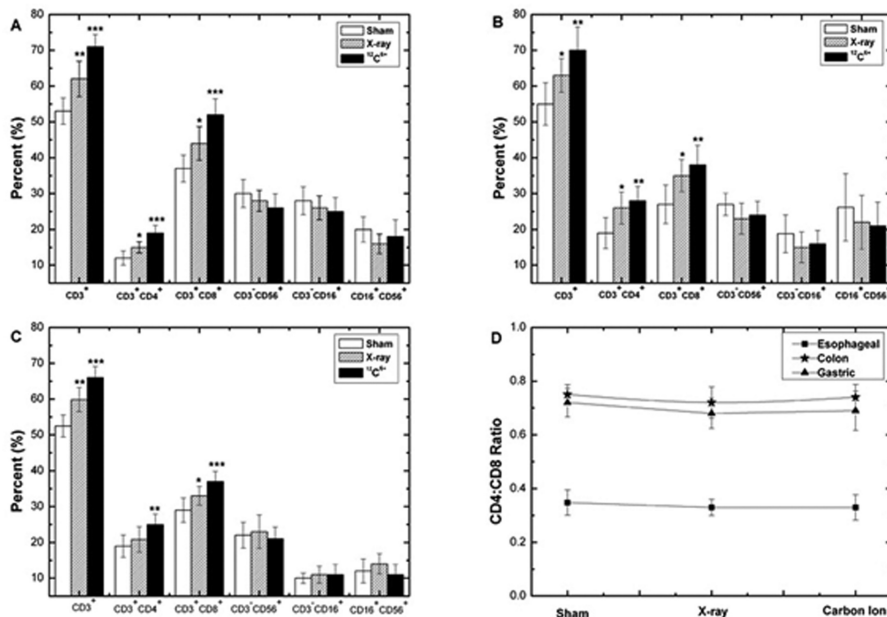 A
Sham
X-ray
¹²C⁶⁺
***
**
***
***
*
***
*
Percent (%)
80
70
60
50
40
30
20
10
CD3⁺
CD3⁺CD4⁺
CD3⁺CD8⁺
CD3⁻CD56⁺
CD3⁻CD16⁺
CD16⁺CD56⁺
B
Sham
X-ray
¹²C⁶⁺
**
*
**
*
**
*
Percent (%)
80
70
60
50
40
30
20
10
CD3⁺
CD3⁺CD4⁺
CD3⁺CD8⁺
CD3⁻CD56⁺
CD3⁻CD16⁺
CD16⁺CD56⁺
C
Sham
X-ray
¹²C⁶⁺
***
**
**
***
*
Percent (%)
80
70
60
50
40
30
20
10
CD3⁺
CD3⁺CD4⁺
CD3⁺CD8⁺
CD3⁻CD56⁺
CD3⁻CD16⁺
CD16⁺CD56⁺
D
Esophageal
Colon
Gastric
CD4:CD8 Ratio
1.0
0.8
0.6
0.4
0.2
0.0
Sham
X-ray
Carbon Ion